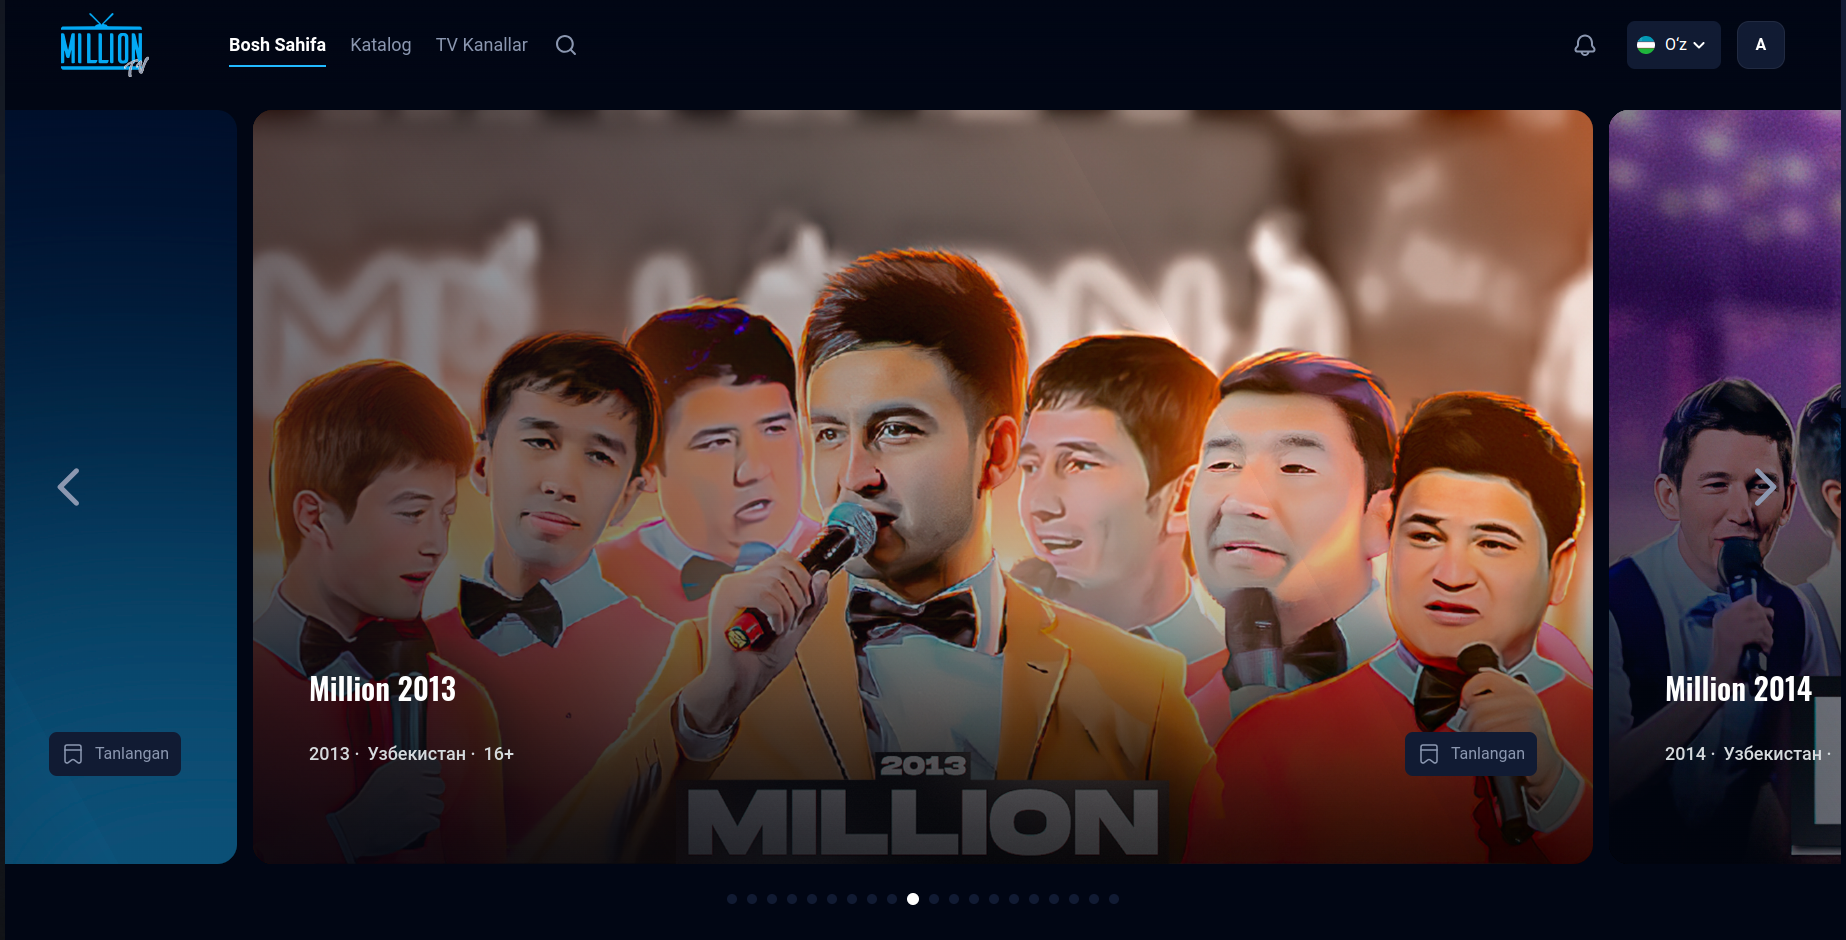 MILLION
TV
Bosh Sahifa
Katalog
TV Kanallar
Oʻz
A
Tanlangan
Million 2013
2013 · Узбекистан · 16+
Tanlangan
2013
MILLION
Million 2014
2014 · Узбекистан ·